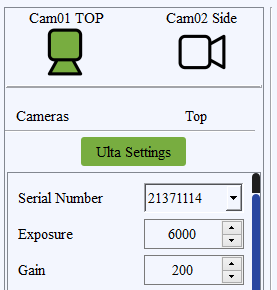 Cam01 TOP Cam02 Side
Cameras Top
Ulta Settings
Serial Number 21371114
Exposure 6000
Gain 200